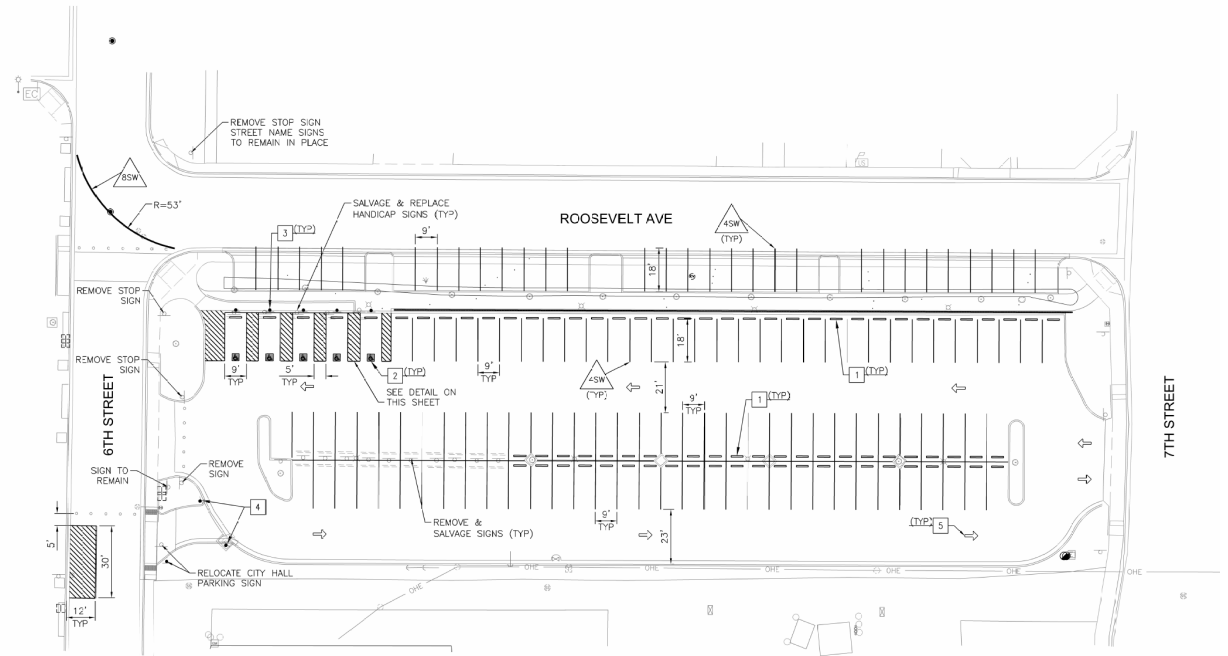 EC
REMOVE STOP SIGN
STREET NAME SIGNS
TO REMAIN IN PLACE
8SW
R=53'
SALVAGE & REPLACE
HANDICAP SIGNS (TYP)
ROOSEVELT AVE
4SW
(TYP)
3 (TYP)
9'
18'
REMOVE STOP
SIGN
18'
REMOVE STOP
SIGN
9'
TYP
5'
TYP
2 (TYP)
SEE DETAIL ON
THIS SHEET
9'
TYP
4SW
(TYP)
21'
1 (TYP)
9'
TYP
1 (TYP)
6TH STREET
7TH STREET
SIGN TO
REMAIN
REMOVE
SIGN
4
REMOVE &
SALVAGE SIGNS (TYP)
9'
TYP
23'
(TYP) 5
5'
30'
12'
TYP
RELOCATE CITY HALL
PARKING SIGN
OHE
OHE
OHE
OHE
OHE
OHE
OHE